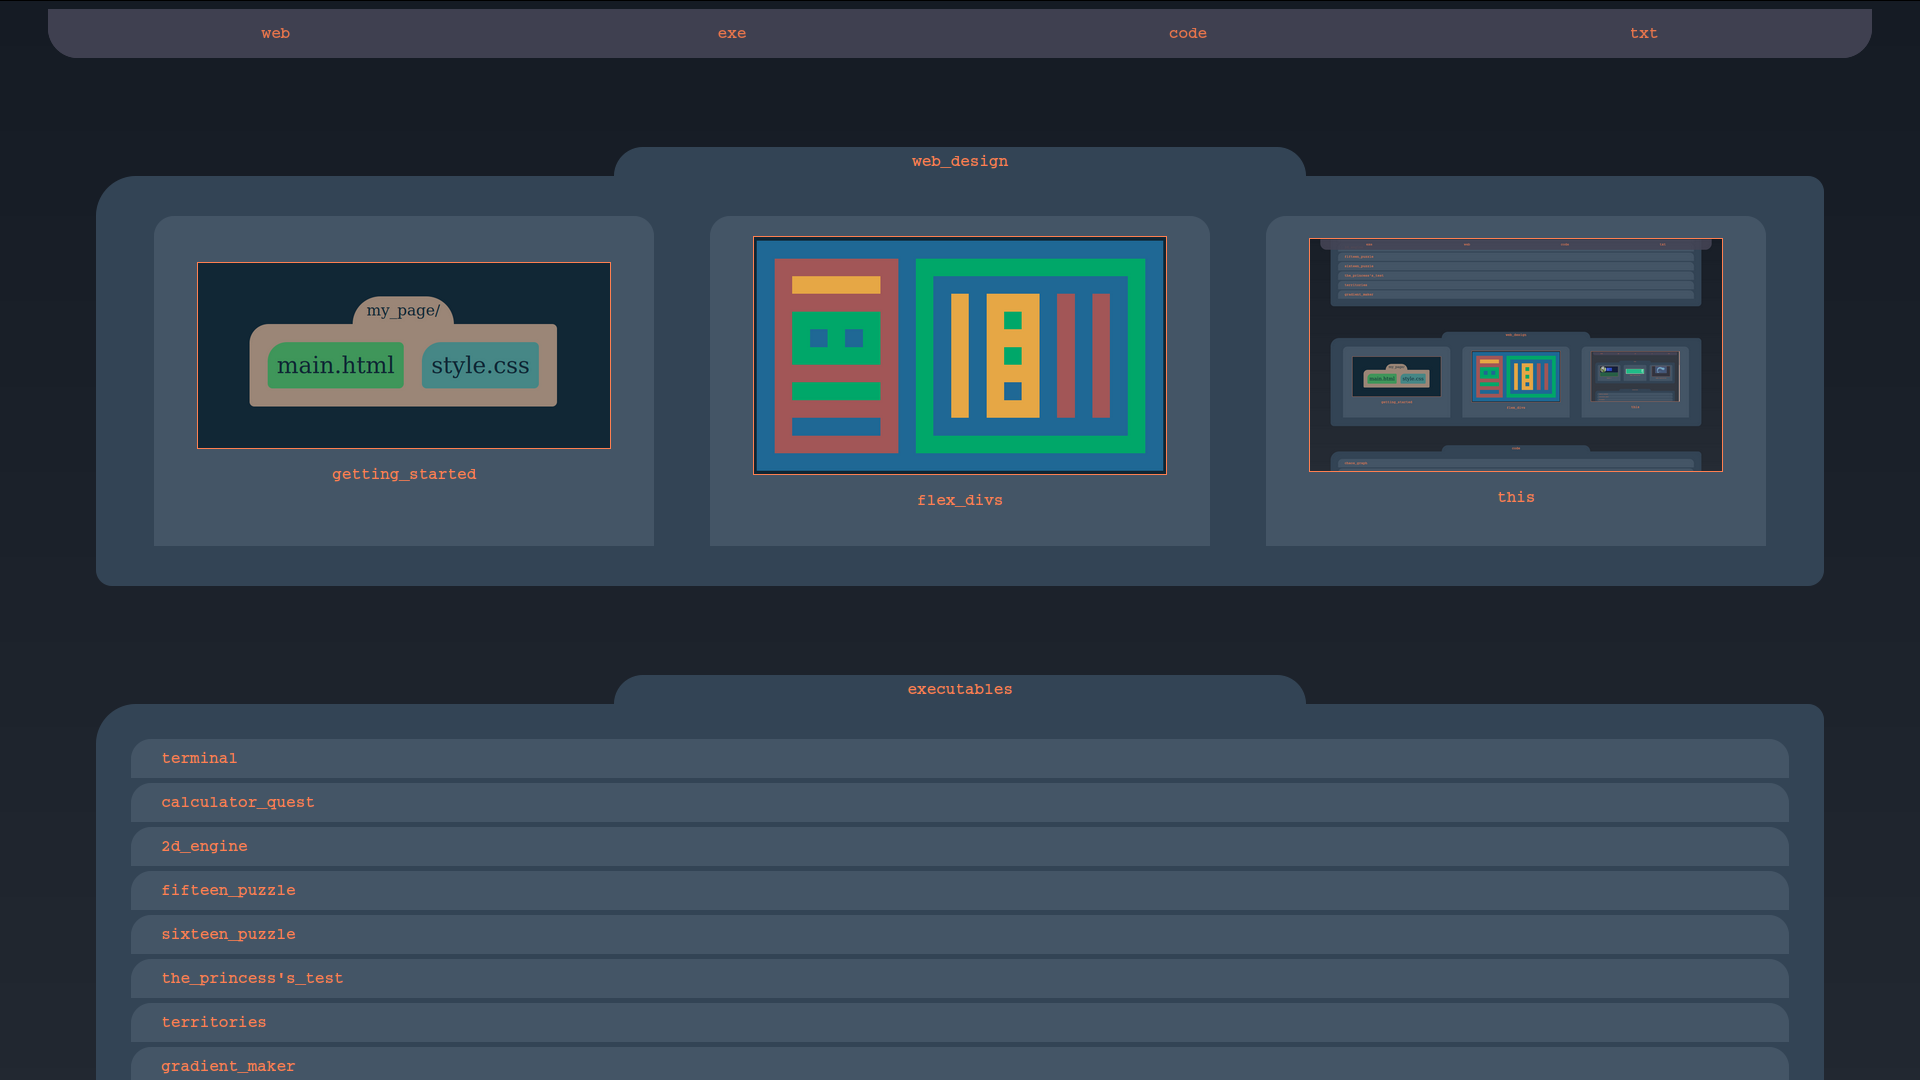 web exe code txt
web_design
my_page/
main.html style.css
getting_started
flex_divs
this
executables
terminal
calculator_quest
2d_engine
fifteen_puzzle
sixteen_puzzle
the_princess's_test
territories
gradient_maker